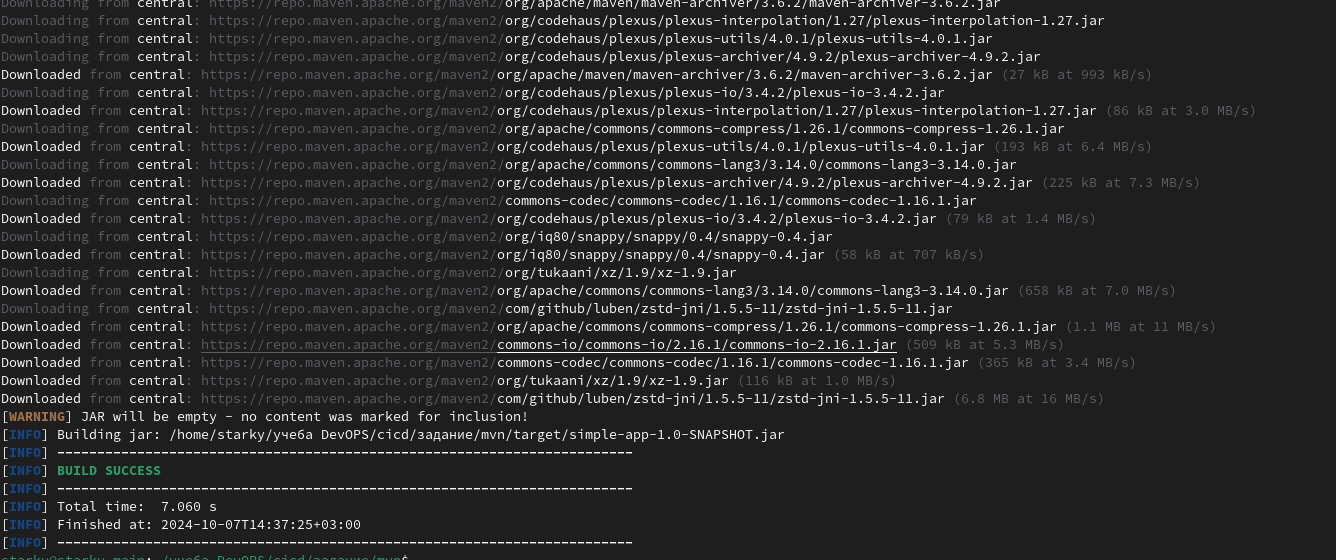 Downloading from central: https://repo.maven.apache.org/maven2/org/apache/maven/maven-archiver/3.6.2/maven-archiver-3.6.2.jar
Downloading from central: https://repo.maven.apache.org/maven2/org/codehaus/plexus/plexus-interpolation/1.27/plexus-interpolation-1.27.jar
Downloading from central: https://repo.maven.apache.org/maven2/org/codehaus/plexus/plexus-utils/4.0.1/plexus-utils-4.0.1.jar
Downloading from central: https://repo.maven.apache.org/maven2/org/codehaus/plexus/plexus-archiver/4.9.2/plexus-archiver-4.9.2.jar
Downloaded from central: https://repo.maven.apache.org/maven2/org/apache/maven/maven-archiver/3.6.2/maven-archiver-3.6.2.jar (27 kB at 993 kB/s)
Downloading from central: https://repo.maven.apache.org/maven2/org/codehaus/plexus/plexus-io/3.4.2/plexus-io-3.4.2.jar
Downloaded from central: https://repo.maven.apache.org/maven2/org/codehaus/plexus/plexus-interpolation/1.27/plexus-interpolation-1.27.jar (86 kB at 3.0 MB/s)
Downloading from central: https://repo.maven.apache.org/maven2/org/apache/commons/commons-compress/1.26.1/commons-compress-1.26.1.jar
Downloaded from central: https://repo.maven.apache.org/maven2/org/codehaus/plexus/plexus-utils/4.0.1/plexus-utils-4.0.1.jar (193 kB at 6.4 MB/s)
Downloading from central: https://repo.maven.apache.org/maven2/org/apache/commons/commons-lang3/3.14.0/commons-lang3-3.14.0.jar
Downloaded from central: https://repo.maven.apache.org/maven2/org/codehaus/plexus/plexus-archiver/4.9.2/plexus-archiver-4.9.2.jar (225 kB at 7.3 MB/s)
Downloading from central: https://repo.maven.apache.org/maven2/commons-codec/commons-codec/1.16.1/commons-codec-1.16.1.jar
Downloaded from central: https://repo.maven.apache.org/maven2/org/codehaus/plexus/plexus-io/3.4.2/plexus-io-3.4.2.jar (79 kB at 1.4 MB/s)
Downloading from central: https://repo.maven.apache.org/maven2/org/iq80/snappy/snappy/0.4/snappy-0.4.jar
Downloaded from central: https://repo.maven.apache.org/maven2/org/iq80/snappy/snappy/0.4/snappy-0.4.jar (58 kB at 707 kB/s)
Downloading from central: https://repo.maven.apache.org/maven2/org/tukaani/xz/1.9/xz-1.9.jar
Downloaded from central: https://repo.maven.apache.org/maven2/org/apache/commons/commons-lang3/3.14.0/commons-lang3-3.14.0.jar (658 kB at 7.0 MB/s)
Downloading from central: https://repo.maven.apache.org/maven2/com/github/luben/zstd-jni/1.5.5-11/zstd-jni-1.5.5-11.jar
Downloaded from central: https://repo.maven.apache.org/maven2/org/apache/commons/commons-compress/1.26.1/commons-compress-1.26.1.jar (1.1 MB at 11 MB/s)
Downloaded from central: https://repo.maven.apache.org/maven2/commons-io/commons-io/2.16.1/commons-io-2.16.1.jar (509 kB at 5.3 MB/s)
Downloaded from central: https://repo.maven.apache.org/maven2/commons-codec/commons-codec/1.16.1/commons-codec-1.16.1.jar (365 kB at 3.4 MB/s)
Downloaded from central: https://repo.maven.apache.org/maven2/org/tukaani/xz/1.9/xz-1.9.jar (116 kB at 1.0 MB/s)
Downloaded from central: https://repo.maven.apache.org/maven2/com/github/luben/zstd-jni/1.5.5-11/zstd-jni-1.5.5-11.jar (6.8 MB at 16 MB/s)
[WARNING] JAR will be empty - no content was marked for inclusion!
[INFO] Building jar: /home/starky/учеба DevOPS/cicd/задание/mvn/target/simple-app-1.0-SNAPSHOT.jar
[INFO] ------------------------------------------------------------------------
[INFO] BUILD SUCCESS
[INFO] ------------------------------------------------------------------------
[INFO] Total time:  7.060 s
[INFO] Finished at: 2024-10-07T14:37:25+03:00
[INFO] ------------------------------------------------------------------------